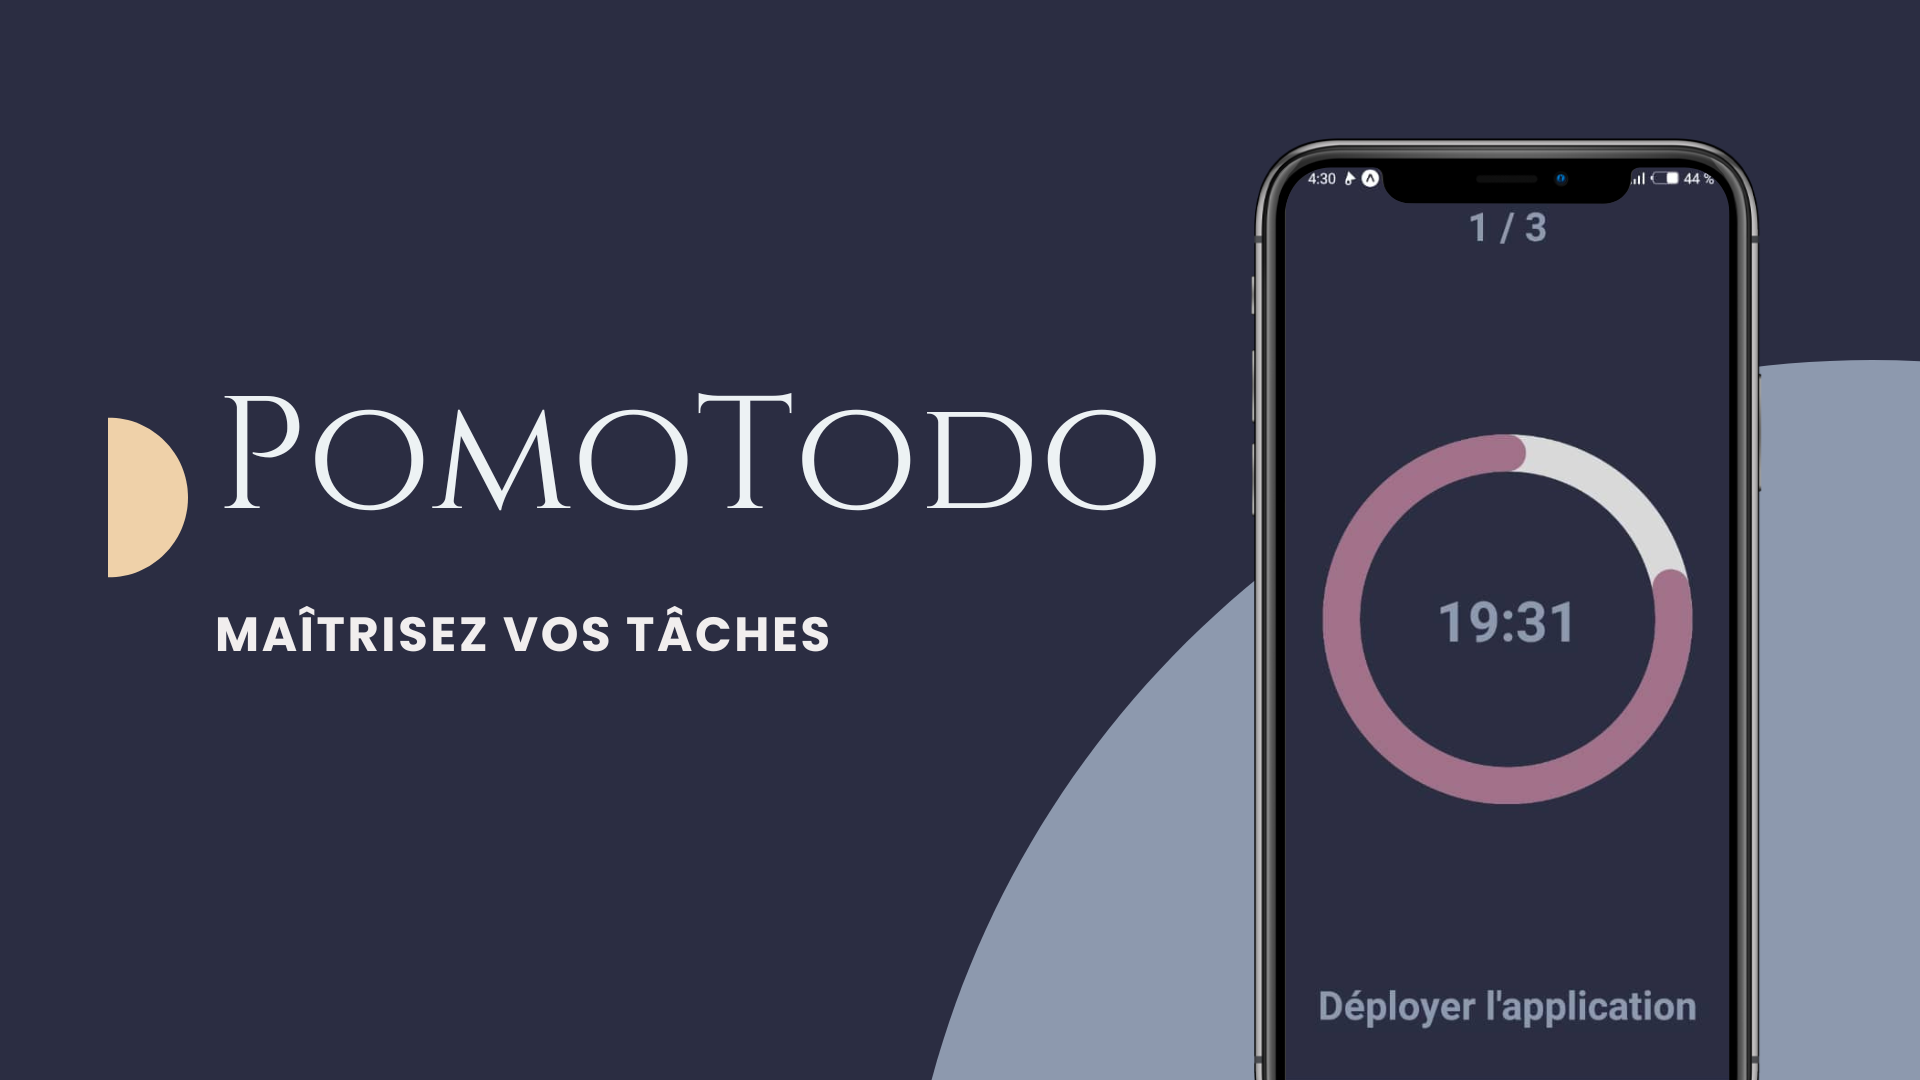 PomoTodo
MAÎTRISEZ VOS TÂCHES
4:30
44 %
1 / 3
19:31
Déployer l'application